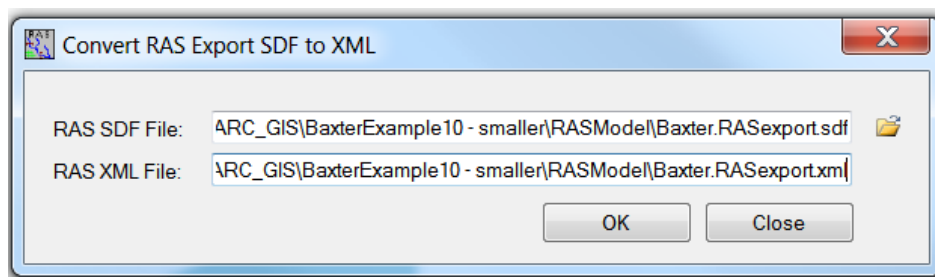 Convert RAS Export SDF to XML
RAS SDF File: ARC_GIS\BaxterExample10 - smaller\RASModel\Baxter.RASexport.sdf
RAS XML File: ARC_GIS\BaxterExample10 - smaller\RASModel\Baxter.RASexport.xml
OK Close